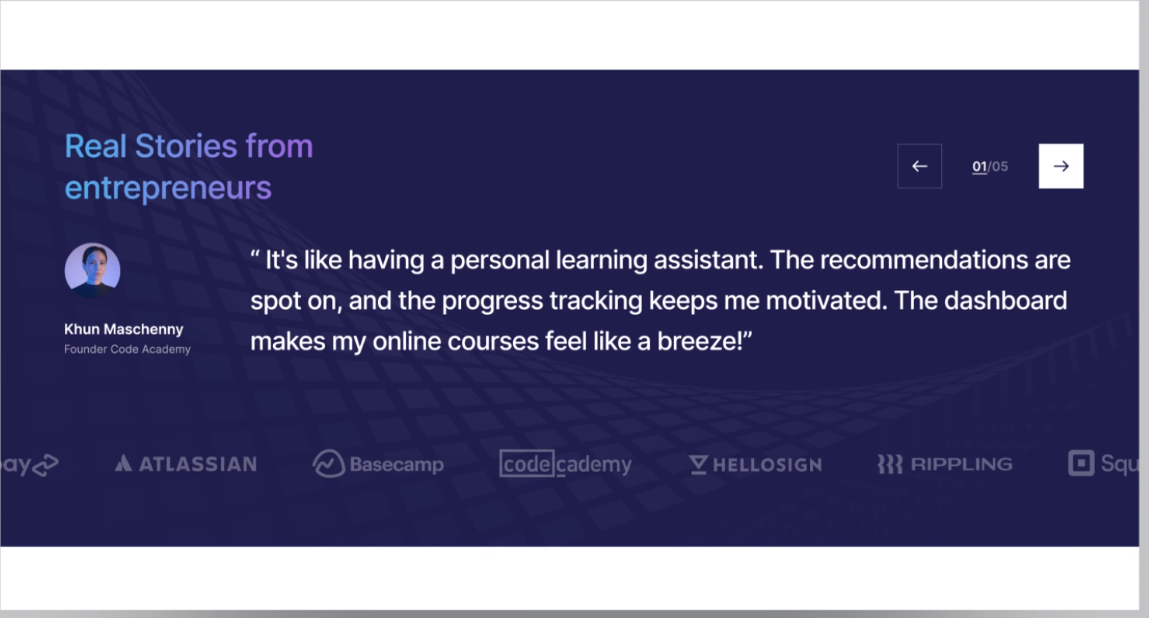 Real Stories from
entrepreneurs
01/05
“ It's like having a personal learning assistant. The recommendations are
spot on, and the progress tracking keeps me motivated. The dashboard
makes my online courses feel like a breeze!”
Khun Maschenny
Founder Code Academy
ay ATLASSIAN Basecamp codecademy HELLOSIGN RIPPLING Squ